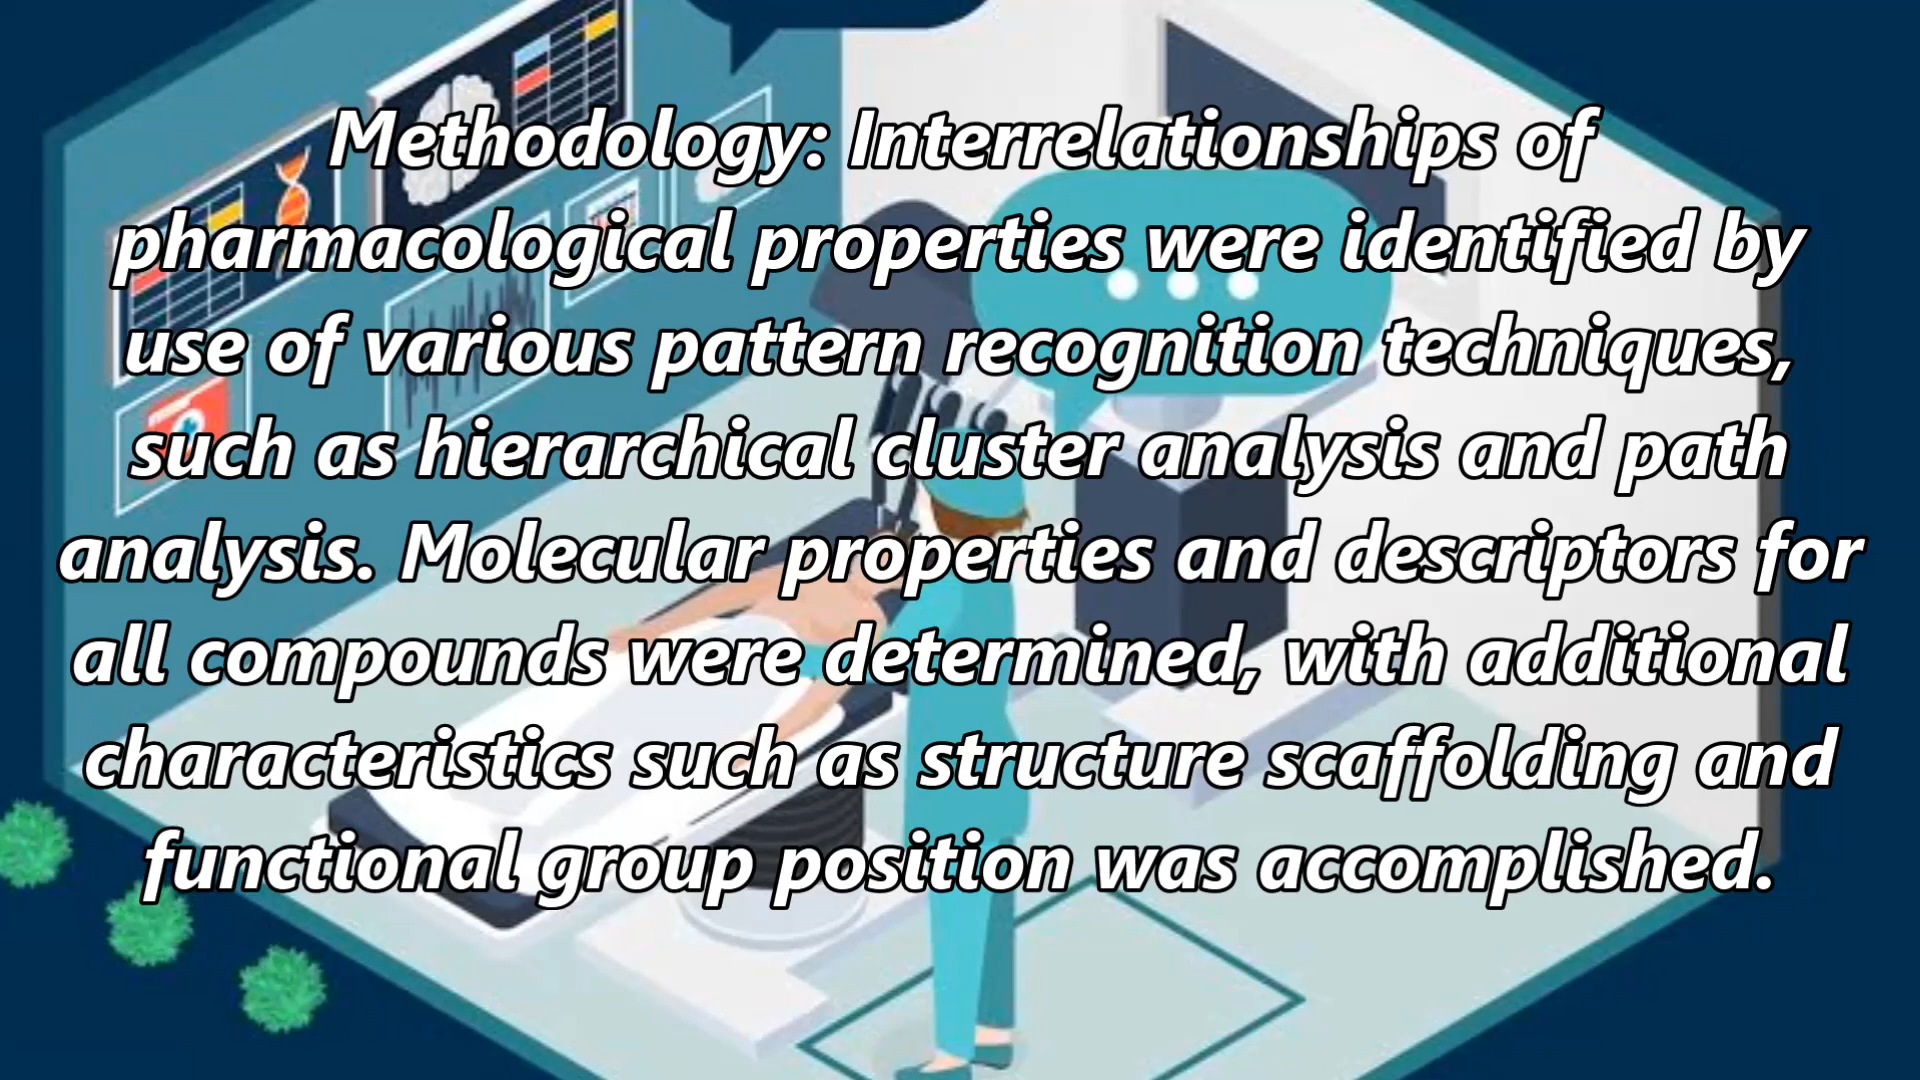 Methodology: Interrelationships of
pharmacological properties were identified by
use of various pattern recognition techniques,
such as hierarchical cluster analysis and path
analysis. Molecular properties and descriptors for
all compounds were determined, with additional
characteristics such as structure scaffolding and
functional group position was accomplished.